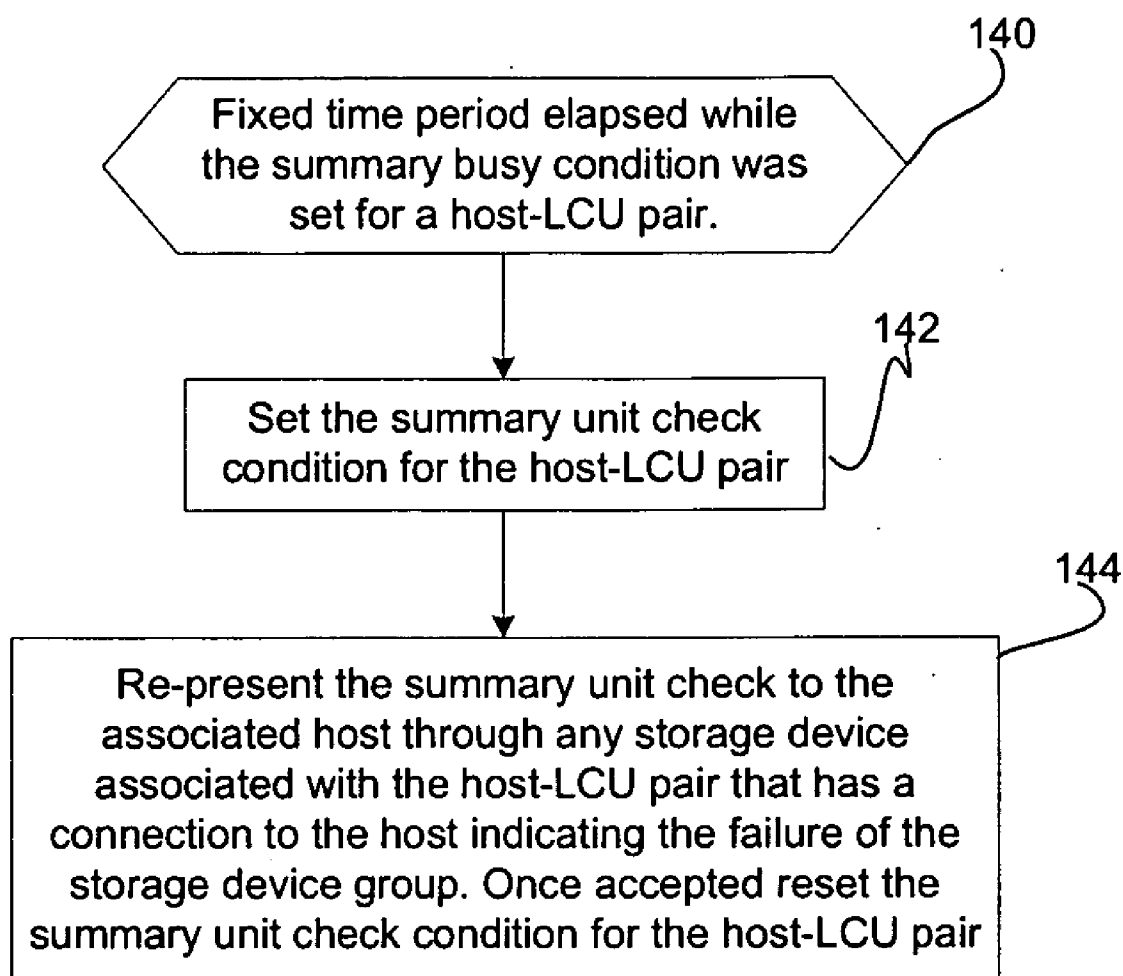 140
Fixed time period elapsed while
the summary busy condition was
set for a host-LCU pair.
142
Set the summary unit check
condition for the host-LCU pair
144
Re-present the summary unit check to the
associated host through any storage device
associated with the host-LCU pair that has a
connection to the host indicating the failure of the
storage device group. Once accepted reset the
summary unit check condition for the host-LCU pair